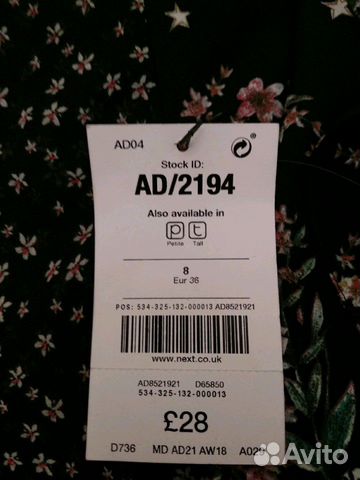 AD04
®
Stock ID:
AD/2194
Also available in
p t
Petite Tall
8
Eur 36
POS: 534-325-132-000013 AD8521921
www.next.co.uk
AD8521921 D65850
534-325-132-000013
£28
D736 MD AD21 AW18
Avito